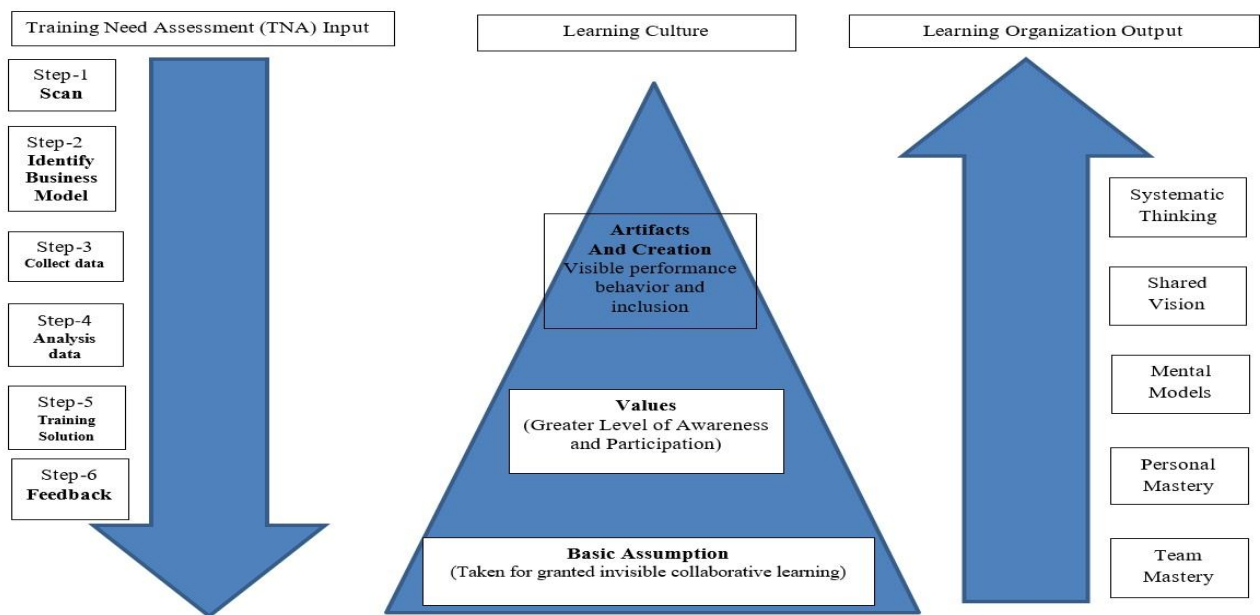 Training Need Assessment (TNA) Input
Step-1
Scan
Step-2
Identify
Business
Model
Step-3
Collect data
Step-4
Analysis
data
Step-5
Training
Solution
Step-6
Feedback
Learning Culture
Artifacts
And Creation
Visible performance
behavior and
inclusion
Values
(Greater Level of Awareness
and Participation)
Basic Assumption
(Taken for granted invisible collaborative learning)
Learning Organization Output
Systematic
Thinking
Shared
Vision
Mental
Models
Personal
Mastery
Team
Mastery